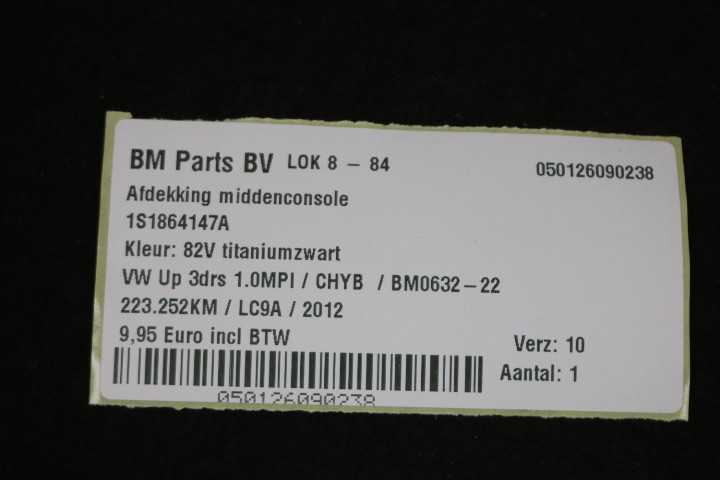 BM Parts BV LOK 8 – 84 050126090238
Afdekking middenconsole
1S1864147A
Kleur: 82V titaniumzwart
VW Up 3drs 1.0MPI / CHYB / BM0632–22
223.252KM / LC9A / 2012
9,95 Euro incl BTW Verz: 10
Aantal: 1
050126090238